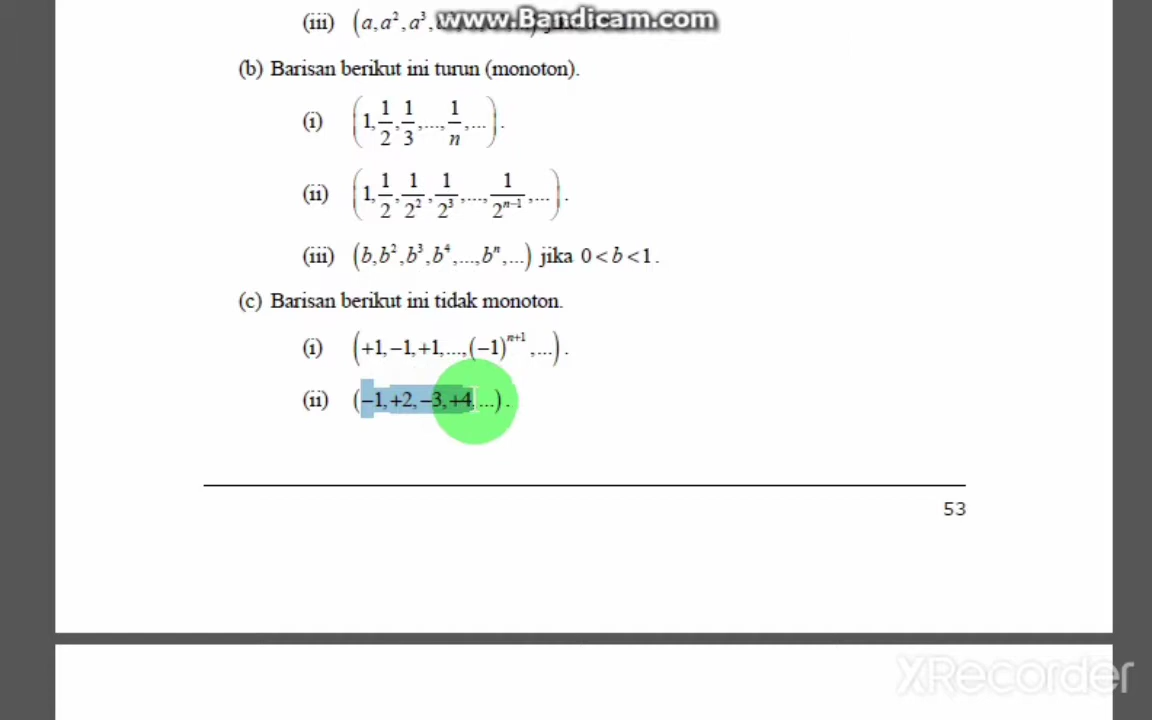 www.Bandicam.com
(iii) (a, a², a³,
(b) Barisan berikut ini turun (monoton).
(i) (1, 1/2, 1/3, ..., 1/n, ...).
(ii) (1, 1/2, 1/2², 1/2³, ..., 1/2ⁿ⁻¹, ...).
(iii) (b, b², b³, b⁴, ..., bⁿ, ...) jika 0 < b < 1.
(c) Barisan berikut ini tidak monoton.
(i) (+1, −1, +1, ..., (−1)ⁿ⁺¹, ...).
(ii) (−1, +2, −3, +4, ...).
53
XRecorder